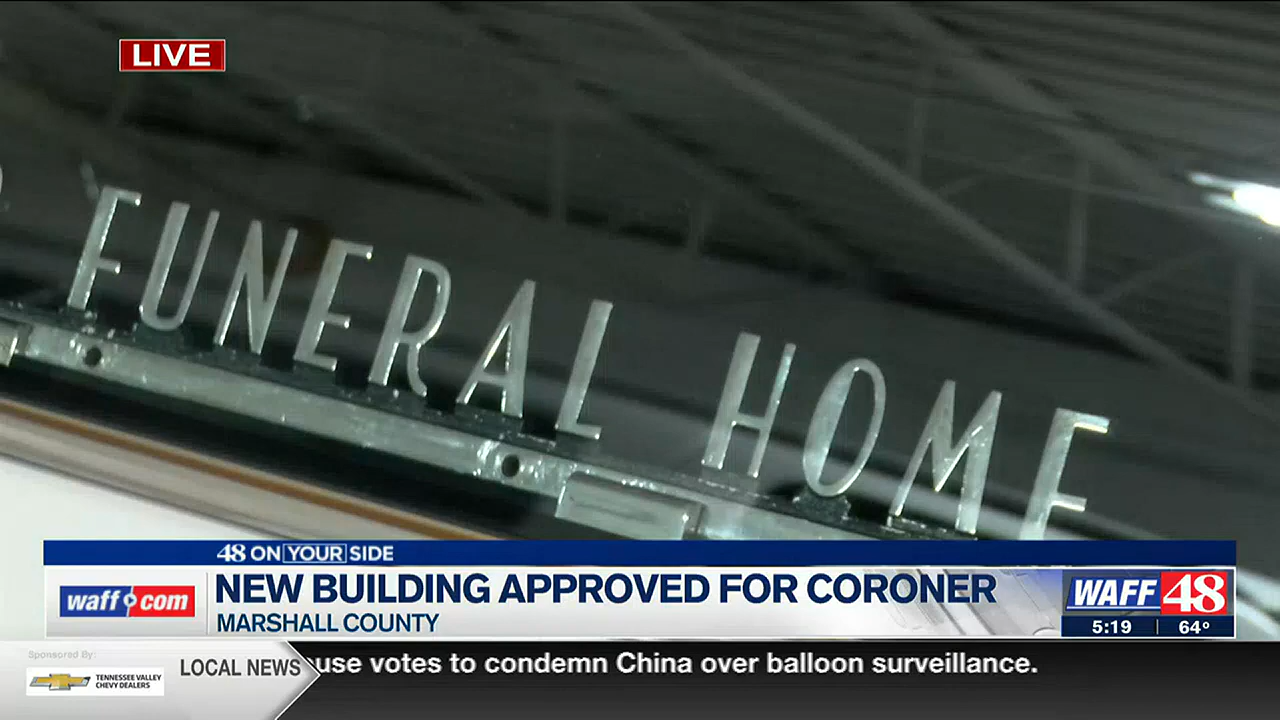 LIVE
FUNERAL HOME
48 ON YOUR SIDE
waff com
NEW BUILDING APPROVED FOR CORONER
MARSHALL COUNTY
WAFF 48
5:19 64°
Sponsored By:
TENNESSEE VALLEY
CHEVY DEALERS
LOCAL NEWS
use votes to condemn China over balloon surveillance.